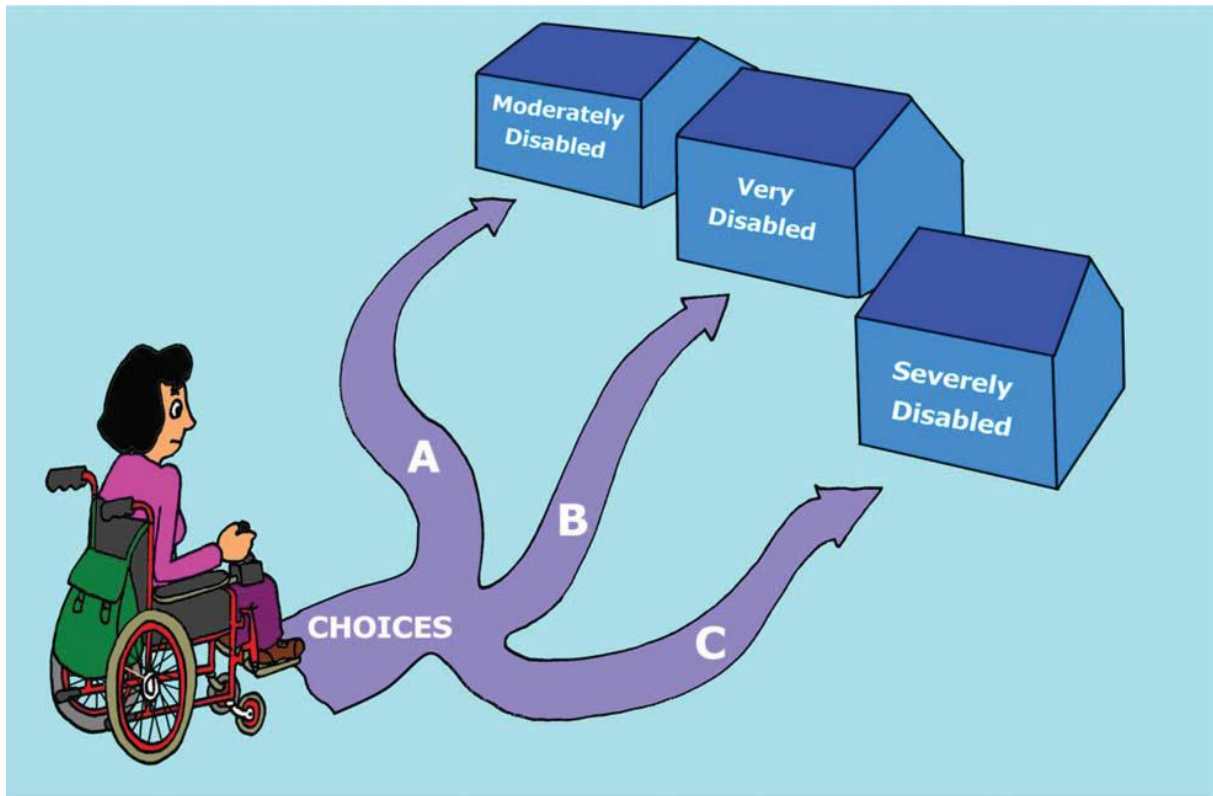 Moderately
Disabled
Very
Disabled
Severely
Disabled
A
B
C
CHOICES